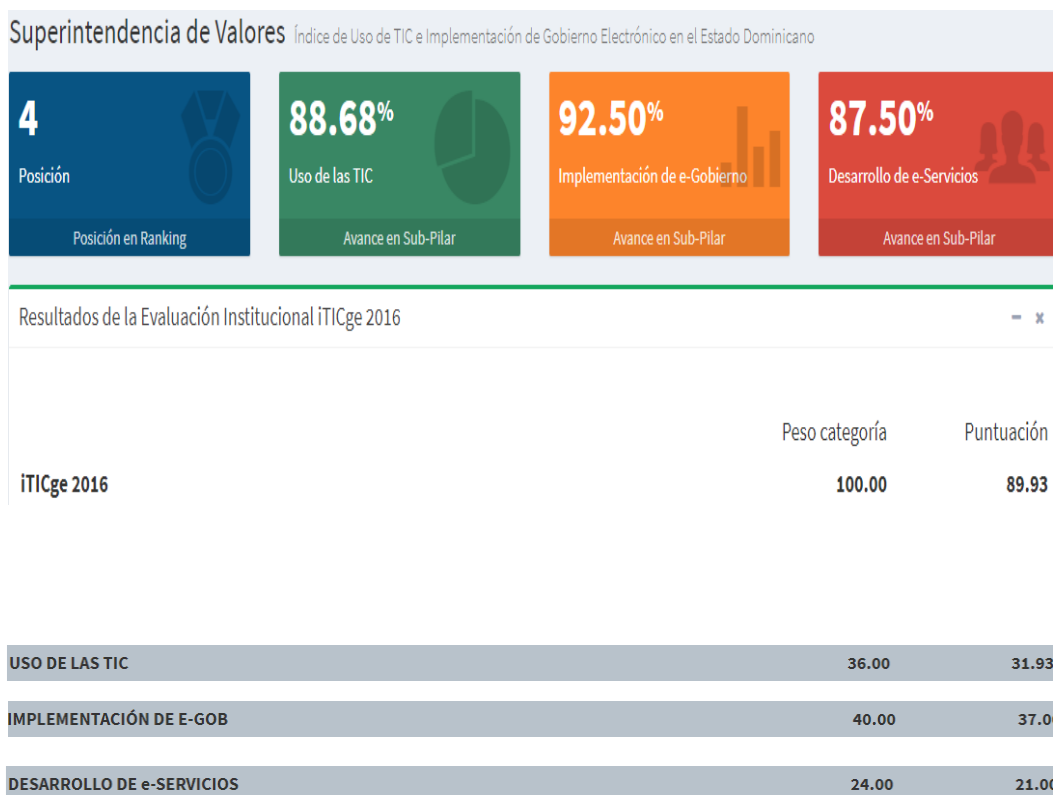 Superintendencia de Valores Índice de Uso de TIC e Implementación de Gobierno Electrónico en el Estado Dominicano
4
Posición
Posición en Ranking
88.68%
Uso de las TIC
Avance en Sub-Pilar
92.50%
Implementación de e-Gobierno
Avance en Sub-Pilar
87.50%
Desarrollo de e-Servicios
Avance en Sub-Pilar
Resultados de la Evaluación Institucional iTICge 2016
Peso categoría Puntuación
iTICge 2016 100.00 89.93
USO DE LAS TIC 36.00 31.93
IMPLEMENTACIÓN DE E-GOB 40.00 37.00
DESARROLLO DE e-SERVICIOS 24.00 21.00